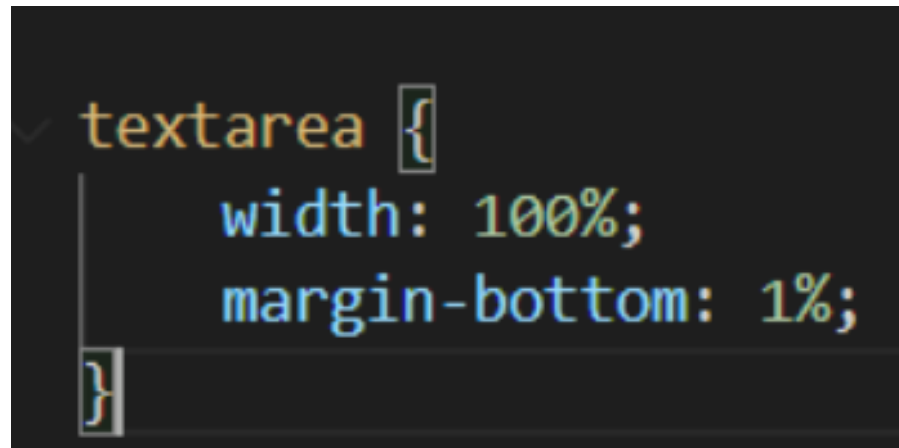 textarea {
width: 100%;
margin-bottom: 1%;
}